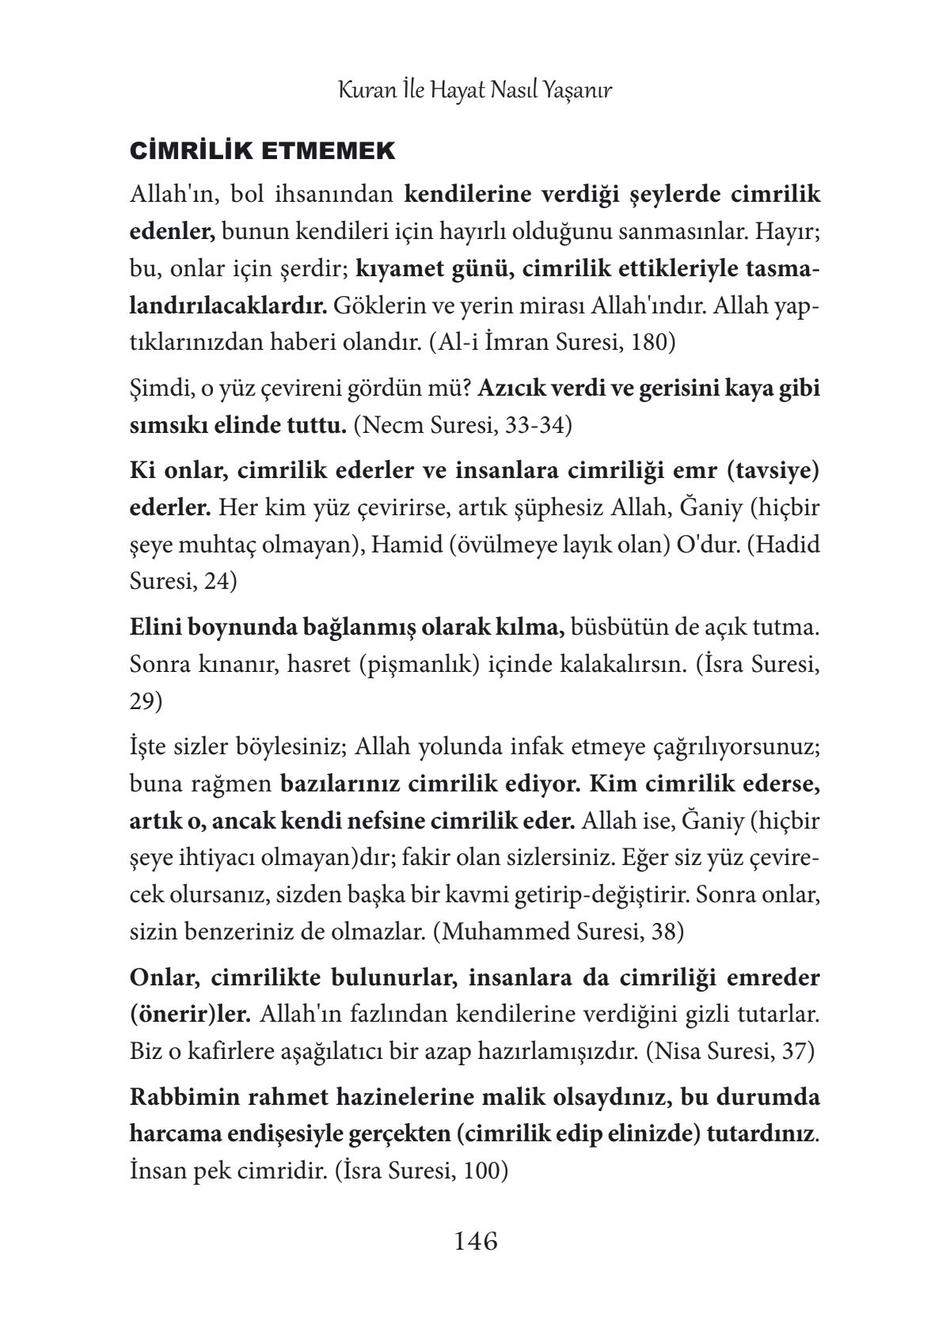 Kuran İle Hayat Nasıl Yaşanır
CİMRİLİK ETMEMEK
Allah'ın, bol ihsanından kendilerine verdiği şeylerde cimrilik
edenler, bunun kendileri için hayırlı olduğunu sanmasınlar. Hayır;
bu, onlar için şerdir; kıyamet günü, cimrilik ettikleriyle tasma-
landırılacaklardır. Göklerin ve yerin mirası Allah'ındır. Allah yap-
tıklarınızdan haberi olandır. (Al-i İmran Suresi, 180)
Şimdi, o yüz çevireni gördün mü? Azıcık verdi ve gerisini kaya gibi
sımsıkı elinde tuttu. (Necm Suresi, 33-34)
Ki onlar, cimrilik ederler ve insanlara cimriliği emr (tavsiye)
ederler. Her kim yüz çevirirse, artık şüphesiz Allah, Ğaniy (hiçbir
şeye muhtaç olmayan), Hamid (övülmeye layık olan) O'dur. (Hadid
Suresi, 24)
Elini boynunda bağlanmış olarak kılma, büsbütün de açık tutma.
Sonra kınanır, hasret (pişmanlık) içinde kalakalırsın. (İsra Suresi,
29)
İşte sizler böylesiniz; Allah yolunda infak etmeye çağrılıyorsunuz;
buna rağmen bazılarınız cimrilik ediyor. Kim cimrilik ederse,
artık o, ancak kendi nefsine cimrilik eder. Allah ise, Ğaniy (hiçbir
şeye ihtiyacı olmayan)dır; fakir olan sizlersiniz. Eğer siz yüz çevire-
cek olursanız, sizden başka bir kavmi getirip-değiştirir. Sonra onlar,
sizin benzeriniz de olmazlar. (Muhammed Suresi, 38)
Onlar, cimrilikte bulunurlar, insanlara da cimriliği emreder
(önerir)ler. Allah'ın fazlından kendilerine verdiğini gizli tutarlar.
Biz o kafirlere aşağılatıcı bir azap hazırlamışızdır. (Nisa Suresi, 37)
Rabbimin rahmet hazinelerine malik olsaydınız, bu durumda
harcama endişesiyle gerçekten (cimrilik edip elinizde) tutardınız.
İnsan pek cimridir. (İsra Suresi, 100)
146